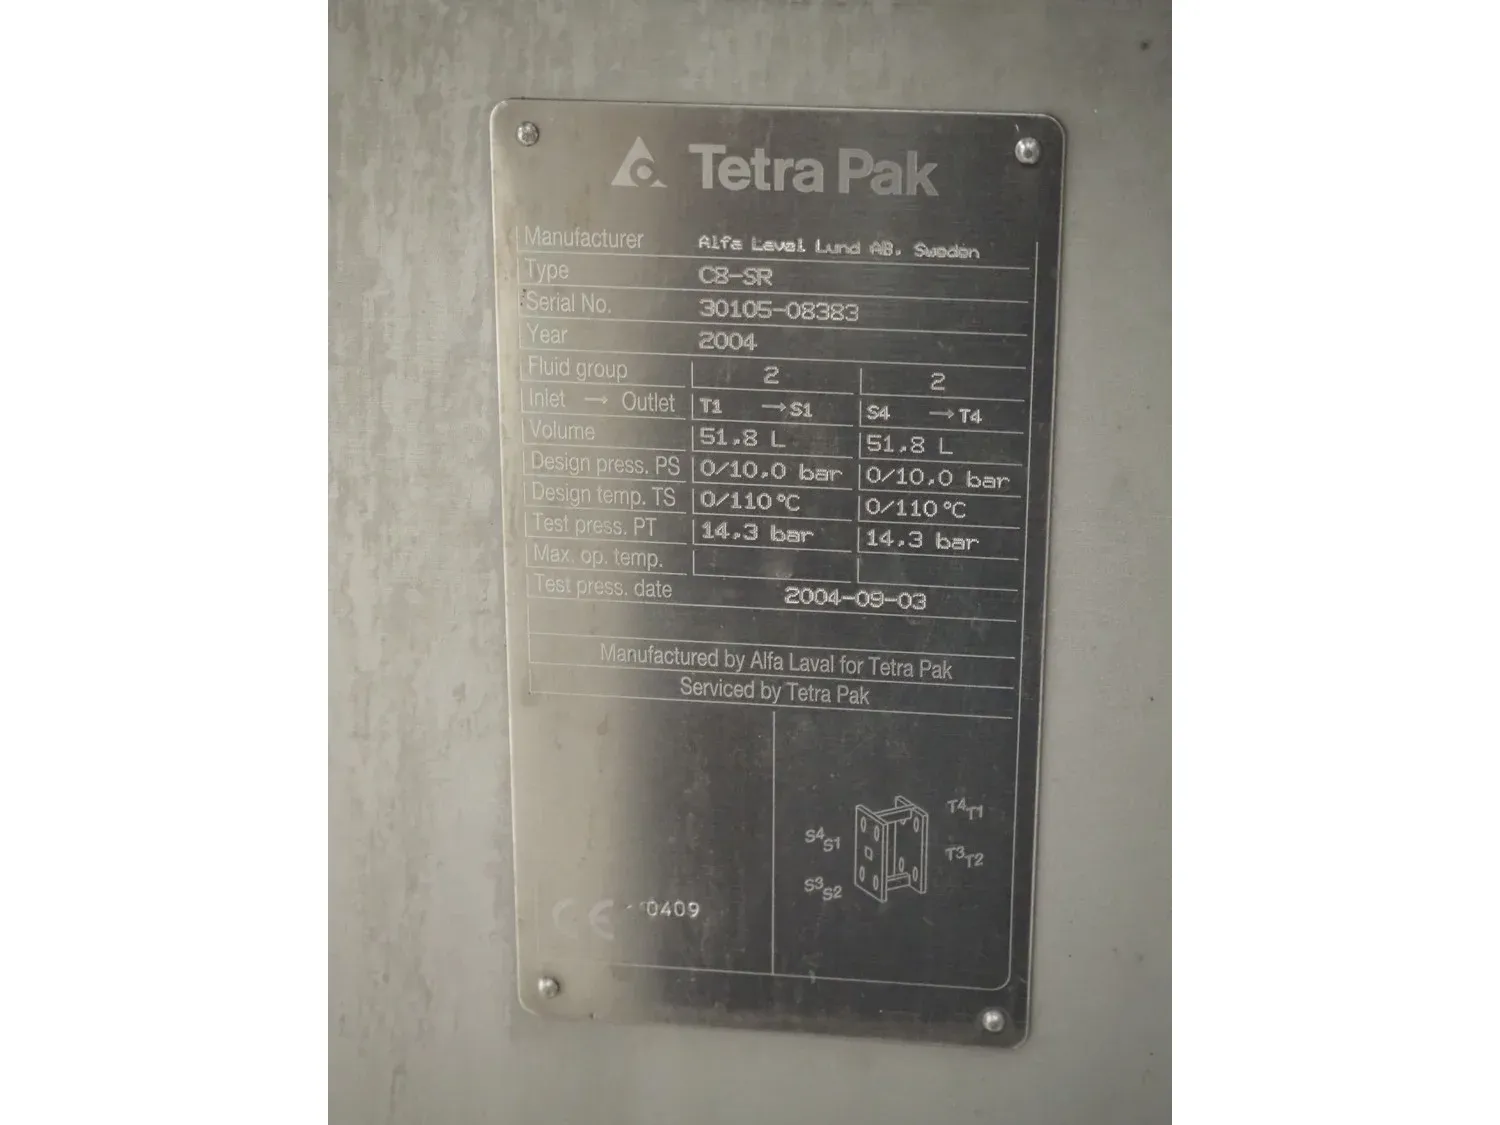 Tetra Pak
Manufacturer Alfa Laval Lund AB, Sweden
Type C8-SR
Serial No. 30105-08383
Year 2004
Fluid group 2 2
Inlet → Outlet T1 →S1 S4 →T4
Volume 51,8 L 51,8 L
Design press. PS 0/10,0 bar 0/10,0 bar
Design temp. TS 0/110°C 0/110°C
Test press. PT 14,3 bar 14,3 bar
Max. op. temp.
Test press. date 2004-09-03
Manufactured by Alfa Laval for Tetra Pak
Serviced by Tetra Pak
T4 T1
S4 S1
T3 T2
S3 S2
CE 0409